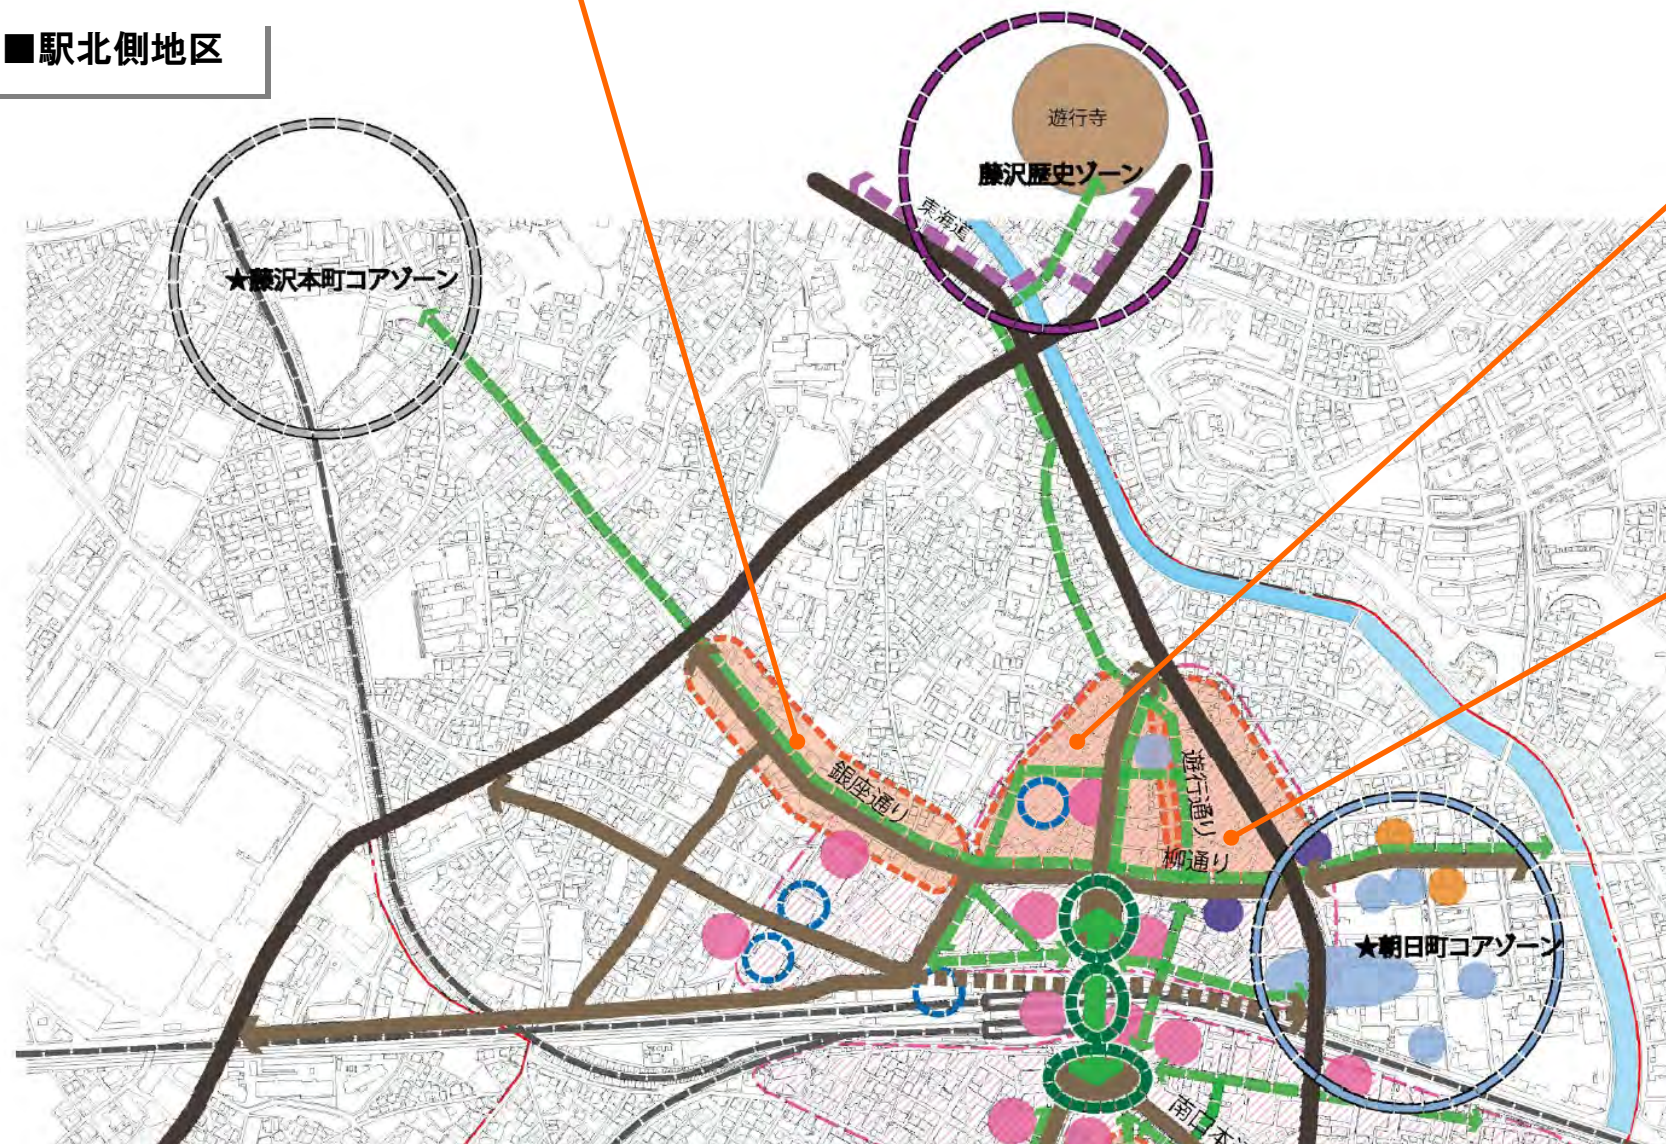 ■駅北側地区
遊行寺
藤沢歴史ゾーン
東海道
★藤沢本町コアゾーン
銀座通り
遊行通り
柳通り
★朝日町コアゾーン
南日本